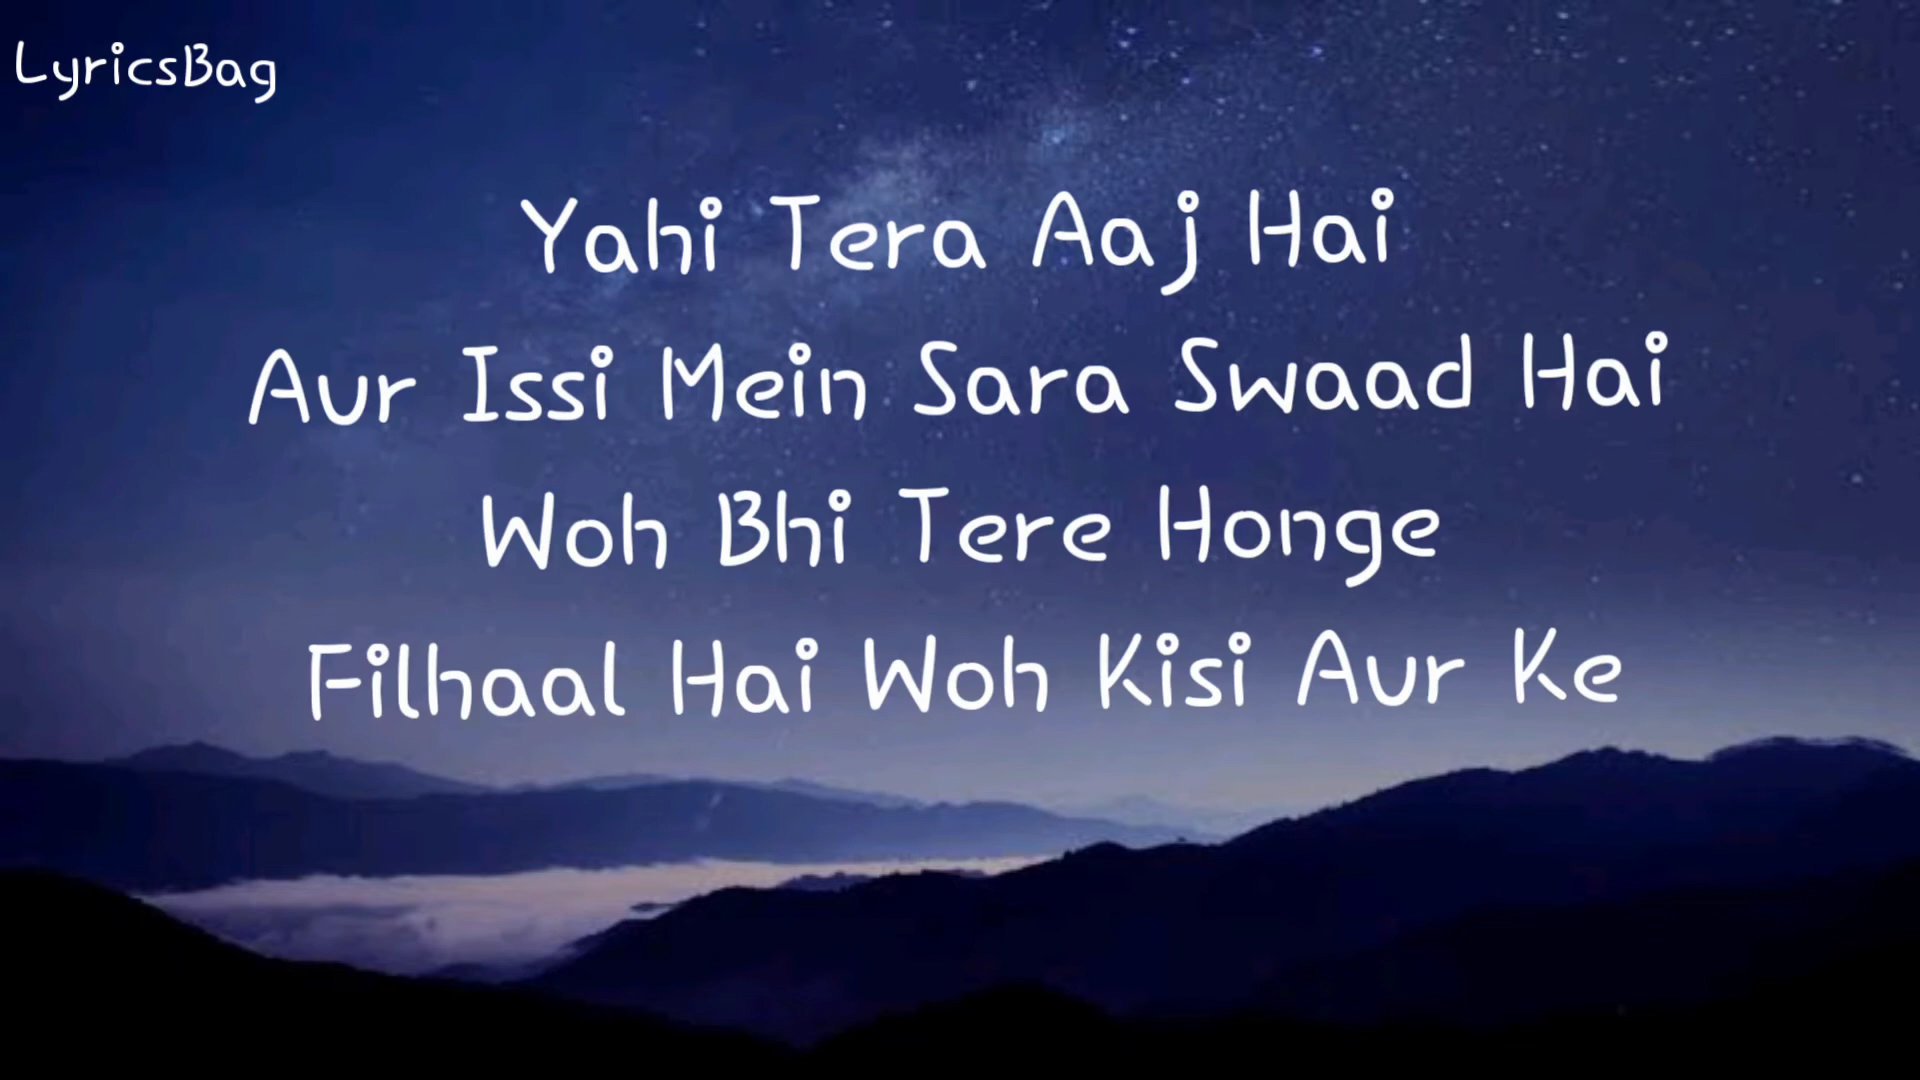 LyricsBag
Yahi Tera Aaj Hai
Aur Issi Mein Sara Swaad Hai
Woh Bhi Tere Honge
Filhaal Hai Woh Kisi Aur Ke